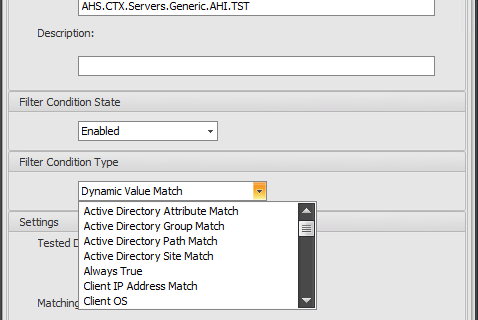 AHS.CTX.Servers.Generic.AHI.TST
Description:
Filter Condition State
Enabled
Filter Condition Type
Dynamic Value Match
Active Directory Attribute Match
Settings
Active Directory Group Match
Tested D
Active Directory Path Match
Active Directory Site Match
Always True
Client IP Address Match
Matching
Client OS